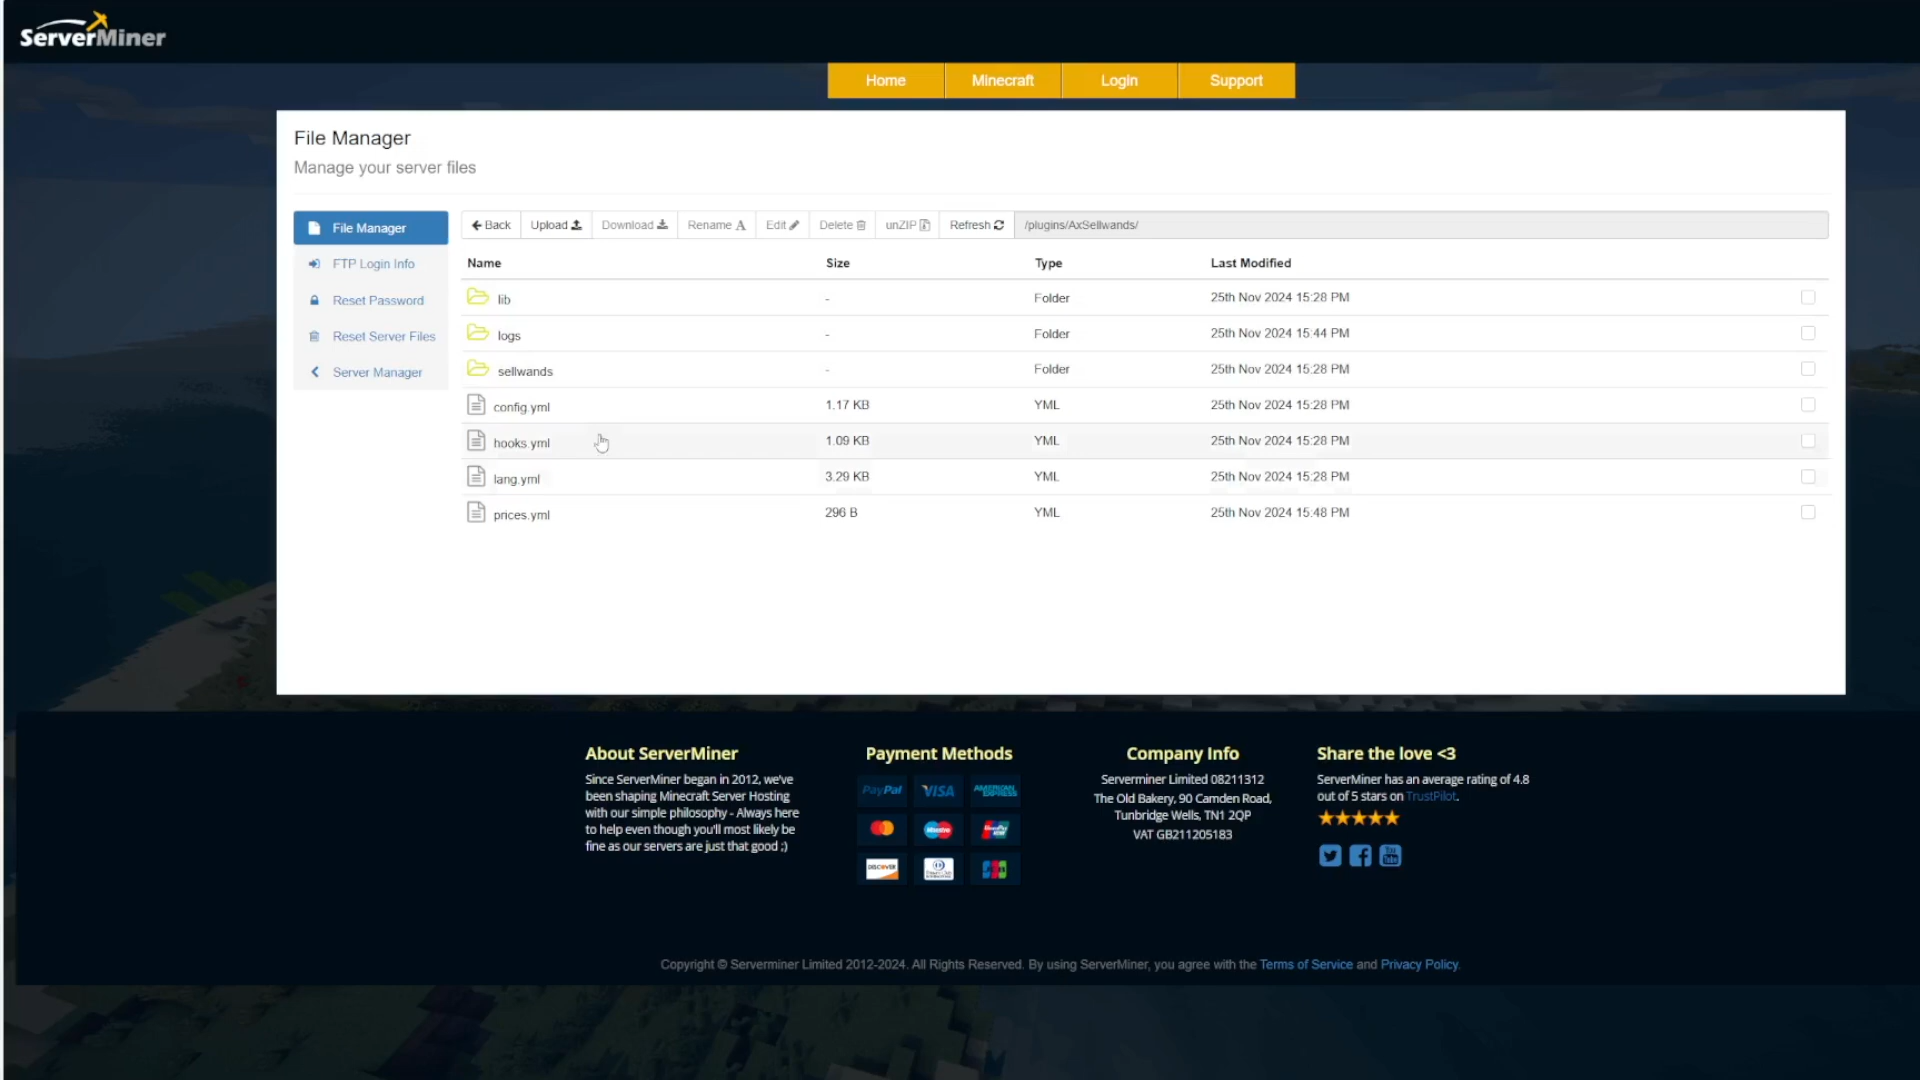 ServerMiner
Home Minecraft Login Support
File Manager
Manage your server files
File Manager
FTP Login Info
Reset Password
Reset Server Files
Server Manager
Back Upload Download Rename A Edit Delete unZIP Refresh /plugins/AxSellwands/
Name Size Type Last Modified
lib - Folder 25th Nov 2024 15:28 PM
logs - Folder 25th Nov 2024 15:44 PM
sellwands - Folder 25th Nov 2024 15:28 PM
config.yml 1.17 KB YML 25th Nov 2024 15:28 PM
hooks.yml 1.09 KB YML 25th Nov 2024 15:28 PM
lang.yml 3.29 KB YML 25th Nov 2024 15:28 PM
prices.yml 296 B YML 25th Nov 2024 15:48 PM
About ServerMiner
Since ServerMiner began in 2012, we've
been shaping Minecraft Server Hosting
with our simple philosophy - Always here
to help even though you'll most likely be
fine as our servers are just that good ;)
Payment Methods
PayPal VISA AMERICAN EXPRESS
Maestro
DISCOVER JCB
Company Info
Serverminer Limited 08211312
The Old Bakery, 90 Camden Road,
Tunbridge Wells, TN1 2QP
VAT GB211205183
Share the love <3
ServerMiner has an average rating of 4.8
out of 5 stars on TrustPilot.
You Tube
Copyright © Serverminer Limited 2012-2024. All Rights Reserved. By using ServerMiner, you agree with the Terms of Service and Privacy Policy.